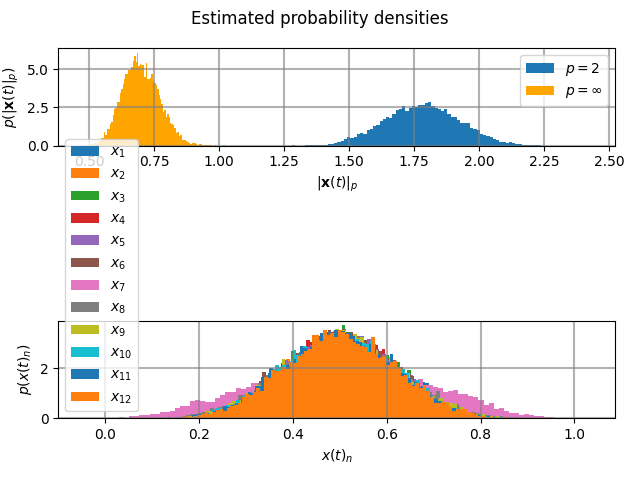 Estimated probability densities
p(|x(t)|ₚ)
5.0
2.5
0.0
p = 2
p = ∞
0.50 0.75 1.00 1.25 1.50 1.75 2.00 2.25 2.50
|x(t)|ₚ
x₁
x₂
x₃
x₄
x₅
x₆
x₇
x₈
x₉
x₁₀
x₁₁
x₁₂
p(x(t)ₙ)
2
0
0.0 0.2 0.4 0.6 0.8 1.0
x(t)ₙ